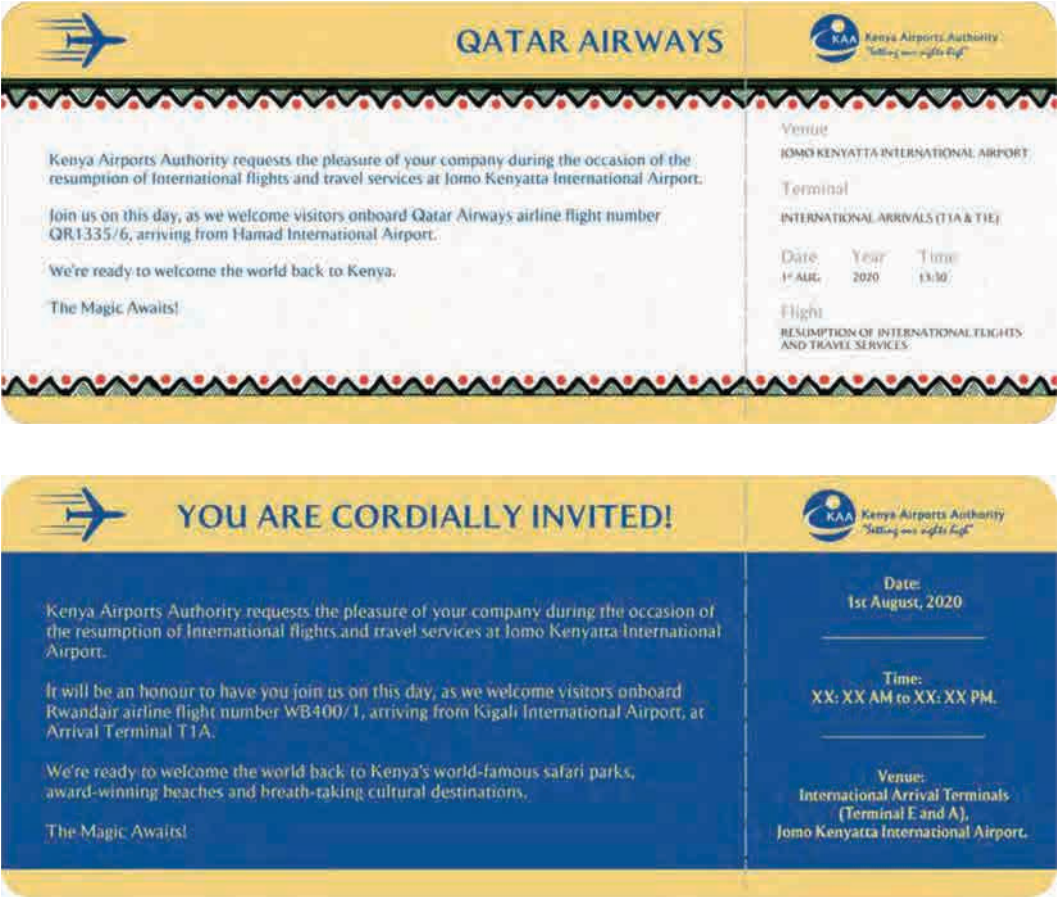 QATAR AIRWAYS
KAA Kenya Airports Authority
"Setting our sights high"
Kenya Airports Authority requests the pleasure of your company during the occasion of the
resumption of International flights and travel services at Jomo Kenyatta International Airport.
Join us on this day, as we welcome visitors onboard Qatar Airways airline flight number
QR1335/6, arriving from Hamad International Airport.
We're ready to welcome the world back to Kenya.
The Magic Awaits!
Venue
JOMO KENYATTA INTERNATIONAL AIRPORT
Terminal
INTERNATIONAL ARRIVALS (T1A & T1E)
Date Year Time
1st AUG. 2020 13:30
Flight
RESUMPTION OF INTERNATIONAL FLIGHTS
AND TRAVEL SERVICES
YOU ARE CORDIALLY INVITED!
KAA Kenya Airports Authority
"Setting our sights high"
Kenya Airports Authority requests the pleasure of your company during the occasion of
the resumption of International flights and travel services at Jomo Kenyatta International
Airport.
It will be an honour to have you join us on this day, as we welcome visitors onboard
Rwandair airline flight number WB400/1, arriving from Kigali International Airport, at
Arrival Terminal T1A.
We're ready to welcome the world back to Kenya's world-famous safari parks,
award-winning beaches and breath-taking cultural destinations.
The Magic Awaits!
Date:
1st August, 2020
Time:
XX: XX AM to XX: XX PM.
Venue:
International Arrival Terminals
(Terminal E and A),
Jomo Kenyatta International Airport.